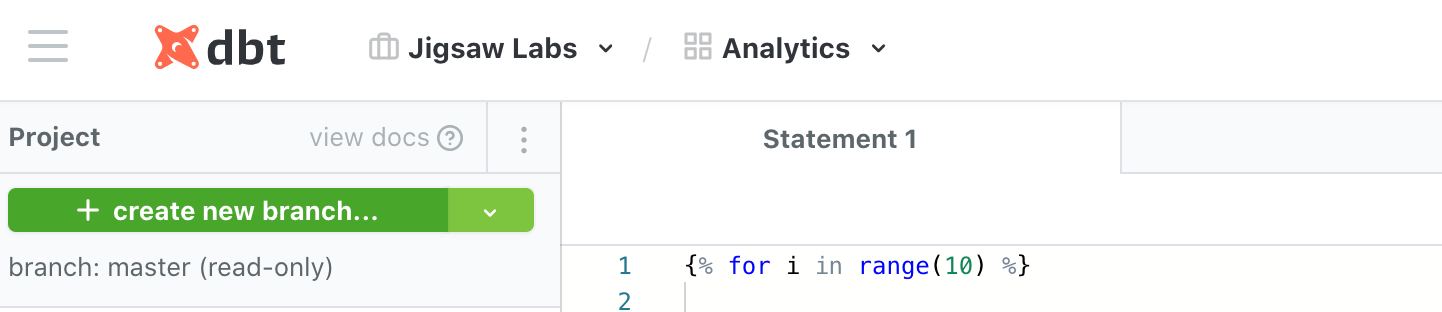 dbt Jigsaw Labs / Analytics
Project view docs ?
Statement 1
+ create new branch...
branch: master (read-only)
1 {% for i in range(10) %}
2